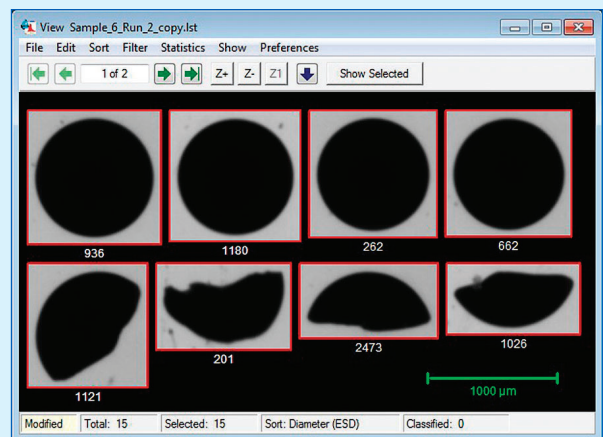 View Sample_6_Run_2_copy.lst
File Edit Sort Filter Statistics Show Preferences
1 of 2 Z+ Z- Z1 Show Selected
936 1180 262 662
1121 201 2473 1026
1000 µm
Modified Total: 15 Selected: 15 Sort: Diameter (ESD) Classified: 0